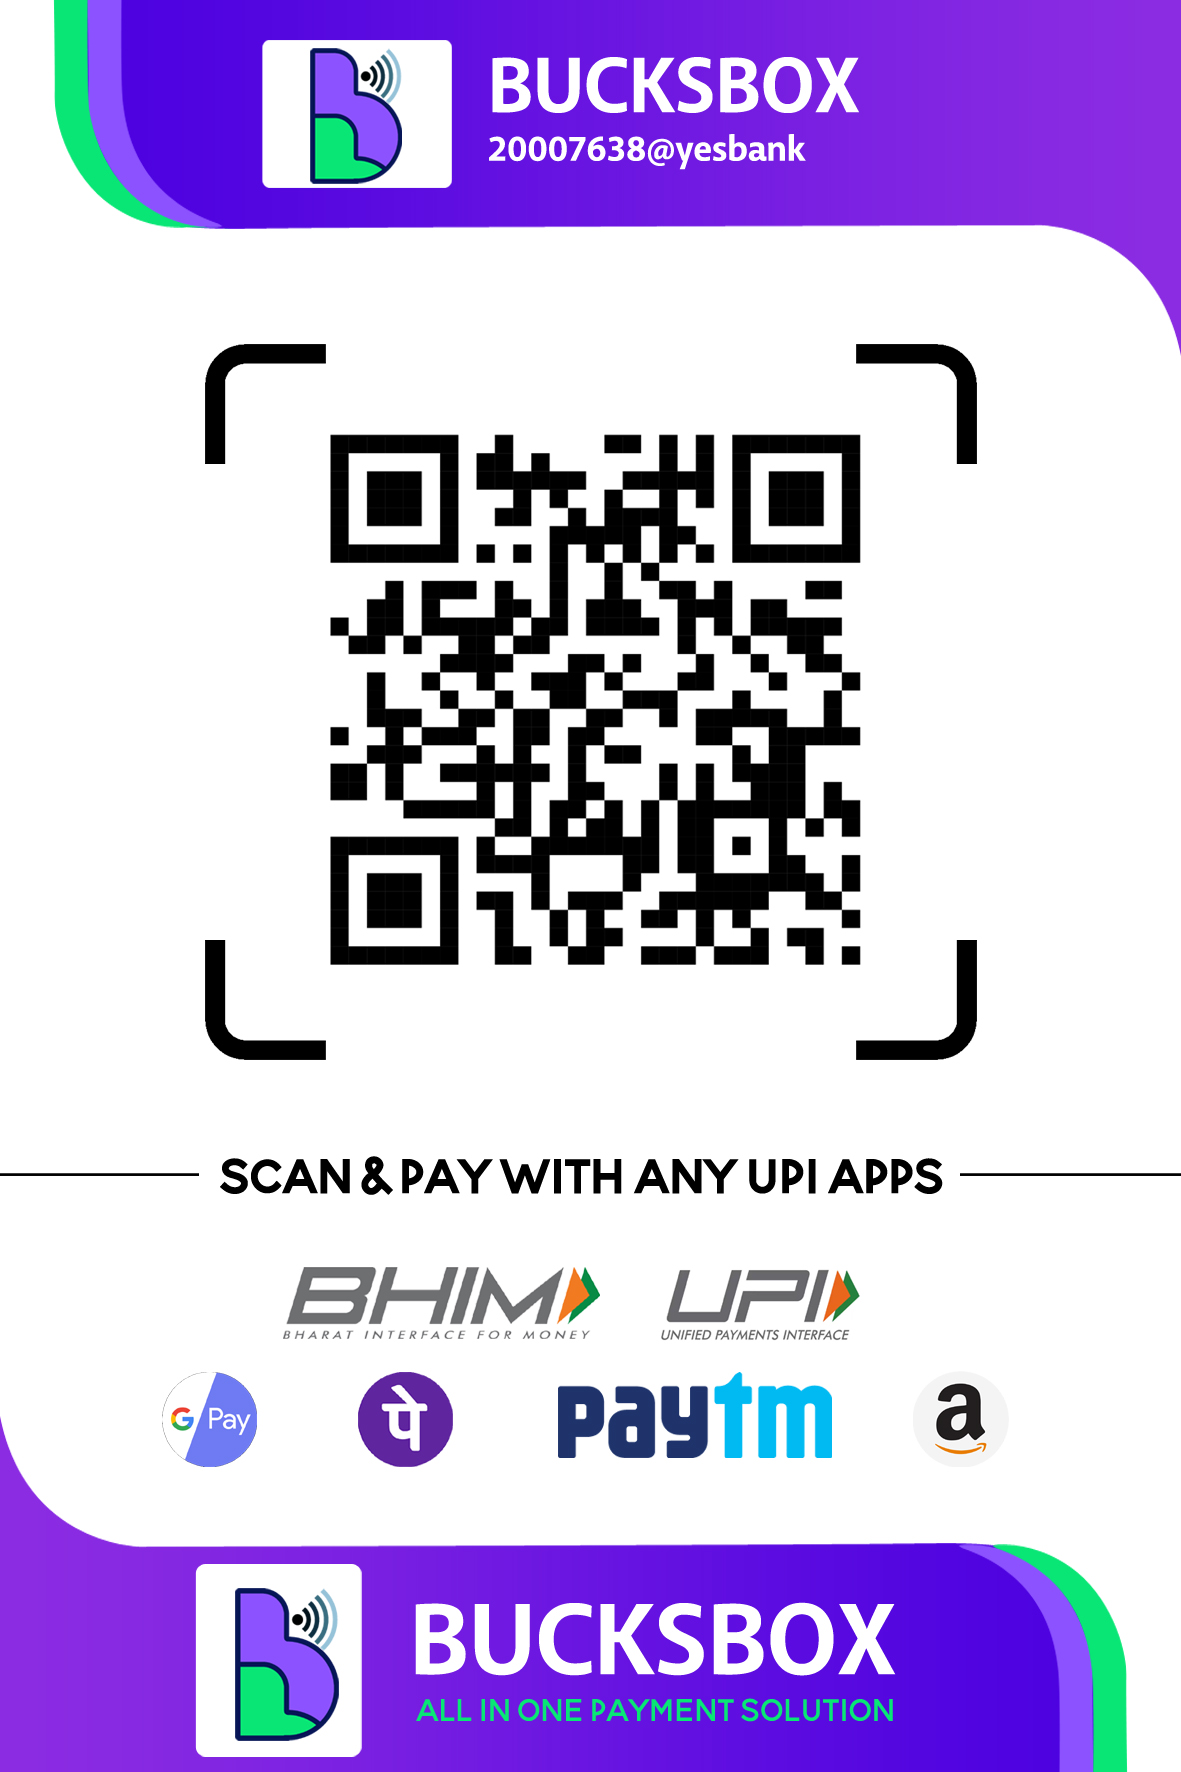 BUCKSBOX
20007638@yesbank
SCAN & PAY WITH ANY UPI APPS
BHIM
BHARAT INTERFACE FOR MONEY
UPI
UNIFIED PAYMENTS INTERFACE
G Pay
पे
paytm
a
BUCKSBOX
ALL IN ONE PAYMENT SOLUTION